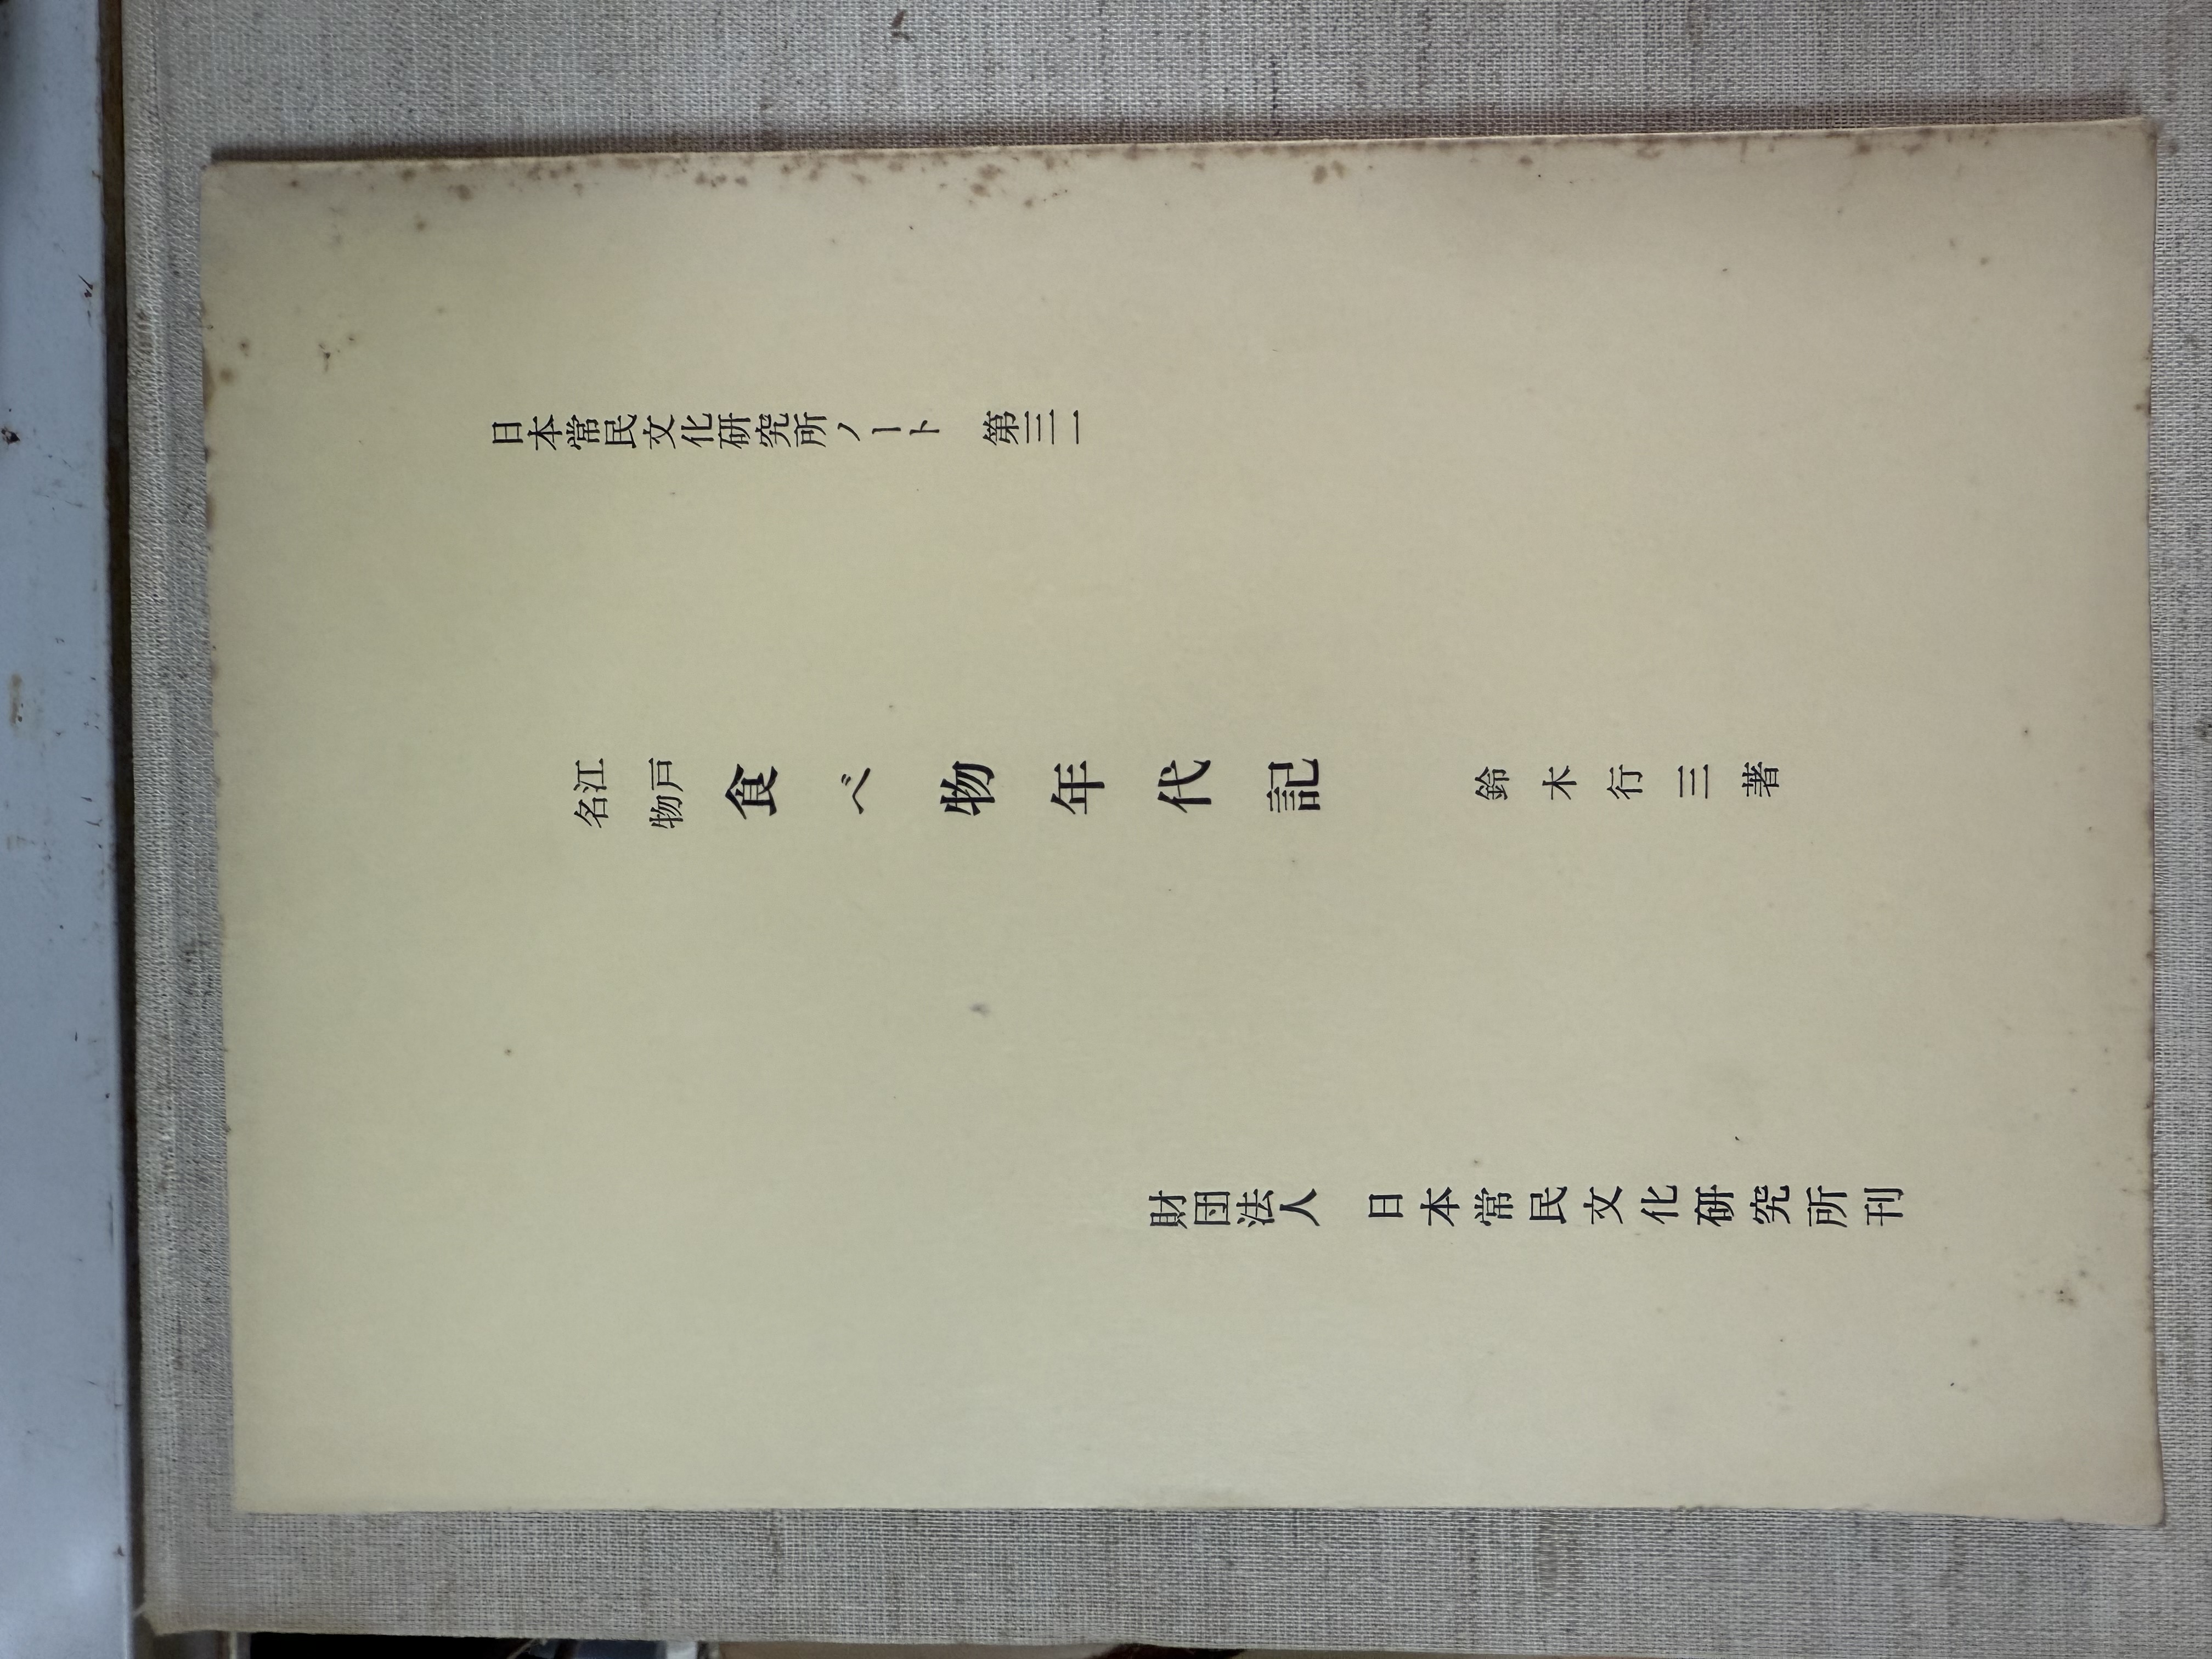 日本常民文化研究所ノート 第三一
江戸
名物
食べ物年代記
鈴木行三著
財団法人 日本常民文化研究所刊